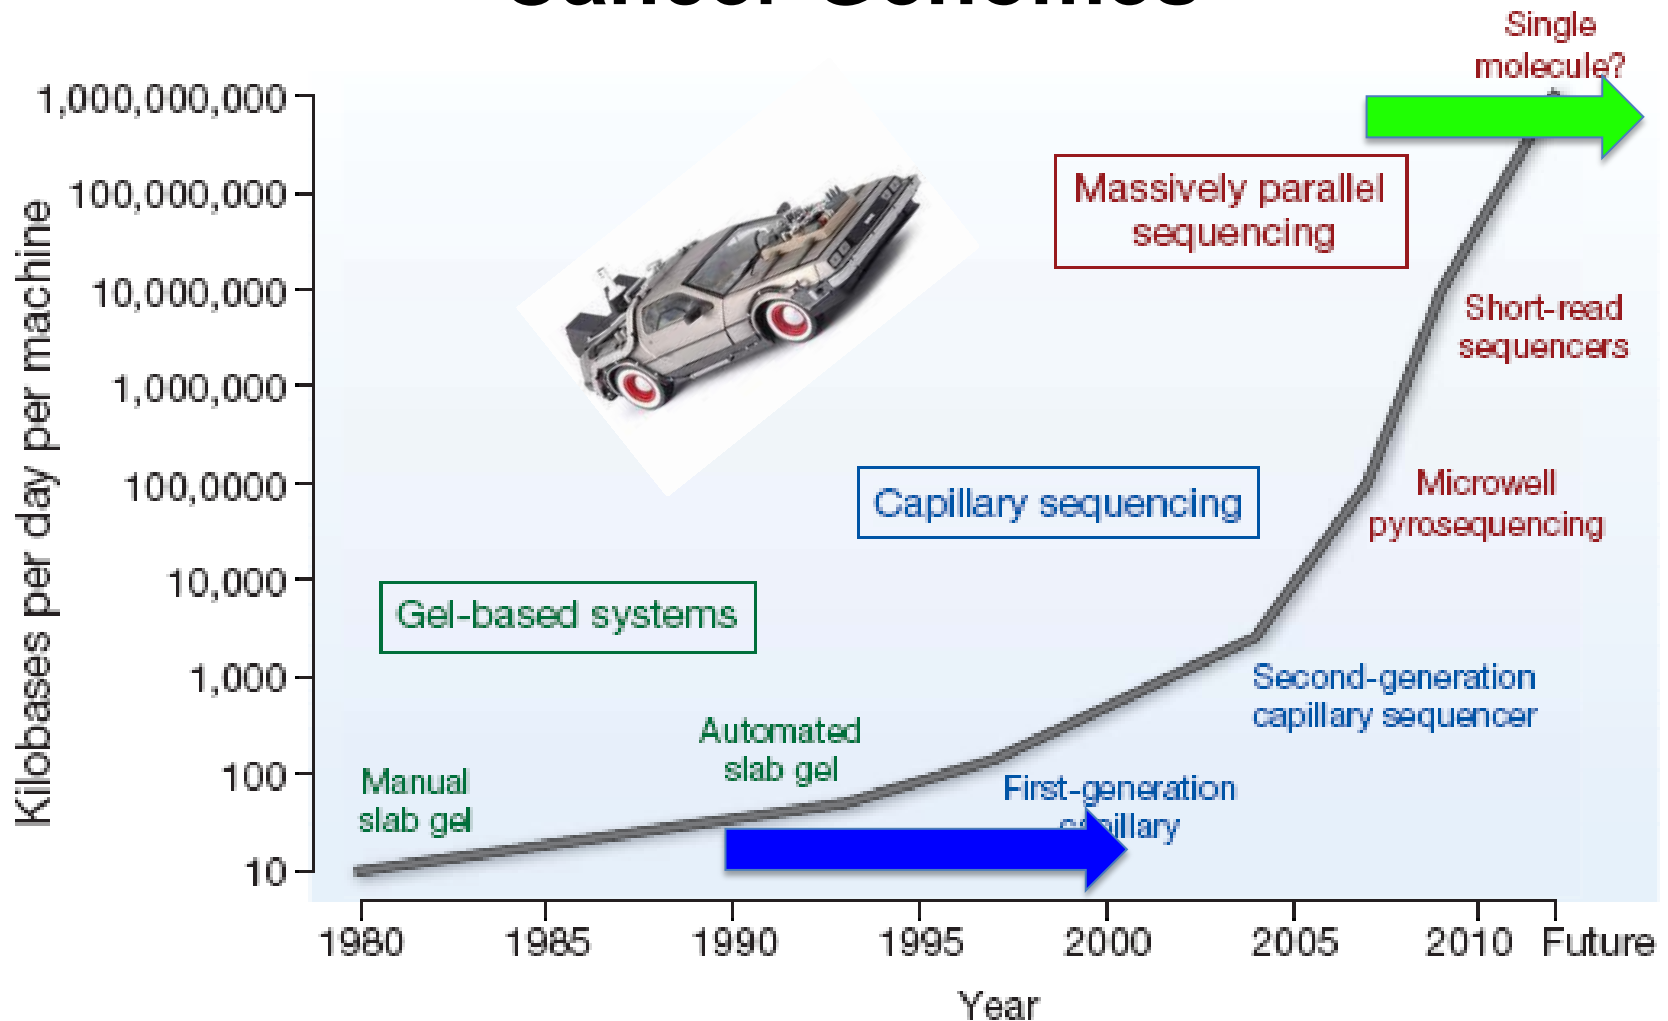 Cancer Genomes
Single
molecule?
1,000,000,000
100,000,000
10,000,000
1,000,000
100,0000
10,000
1,000
100
10
Kilobases per day per machine
Massively parallel
sequencing
Short-read
sequencers
Capillary sequencing
Microwell
pyrosequencing
Gel-based systems
Second-generation
capillary sequencer
Automated
slab gel
Manual
slab gel
First-generation
capillary
1980 1985 1990 1995 2000 2005 2010 Future
Year